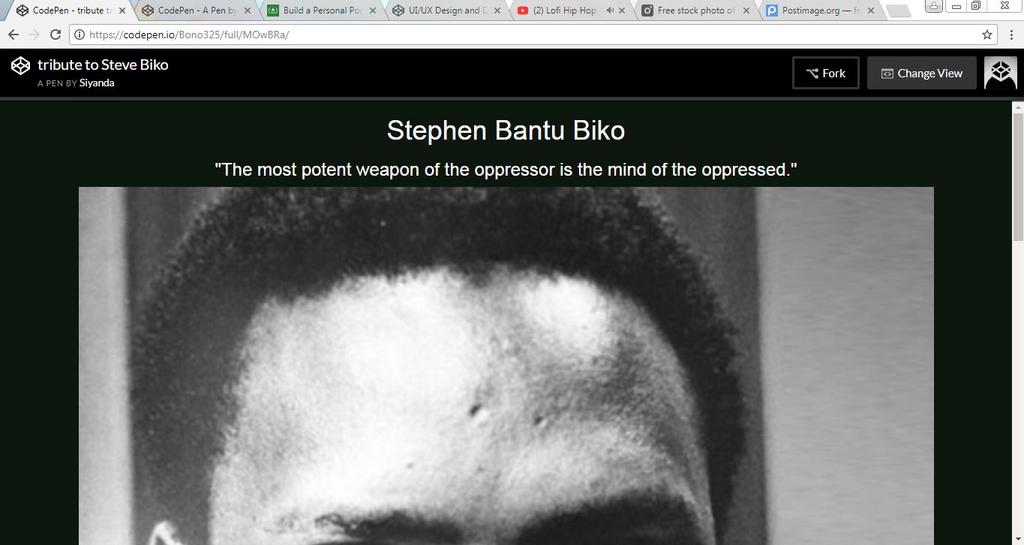 CodePen - tribute t
CodePen - A Pen by
Build a Personal Po
UI/UX Design and D
(2) Lofi Hip Hop
Free stock photo of
Postimage.org — fr
https://codepen.io/Bono325/full/MOwBRa/
tribute to Steve Biko
A PEN BY Siyanda
Fork
Change View
Stephen Bantu Biko
"The most potent weapon of the oppressor is the mind of the oppressed."